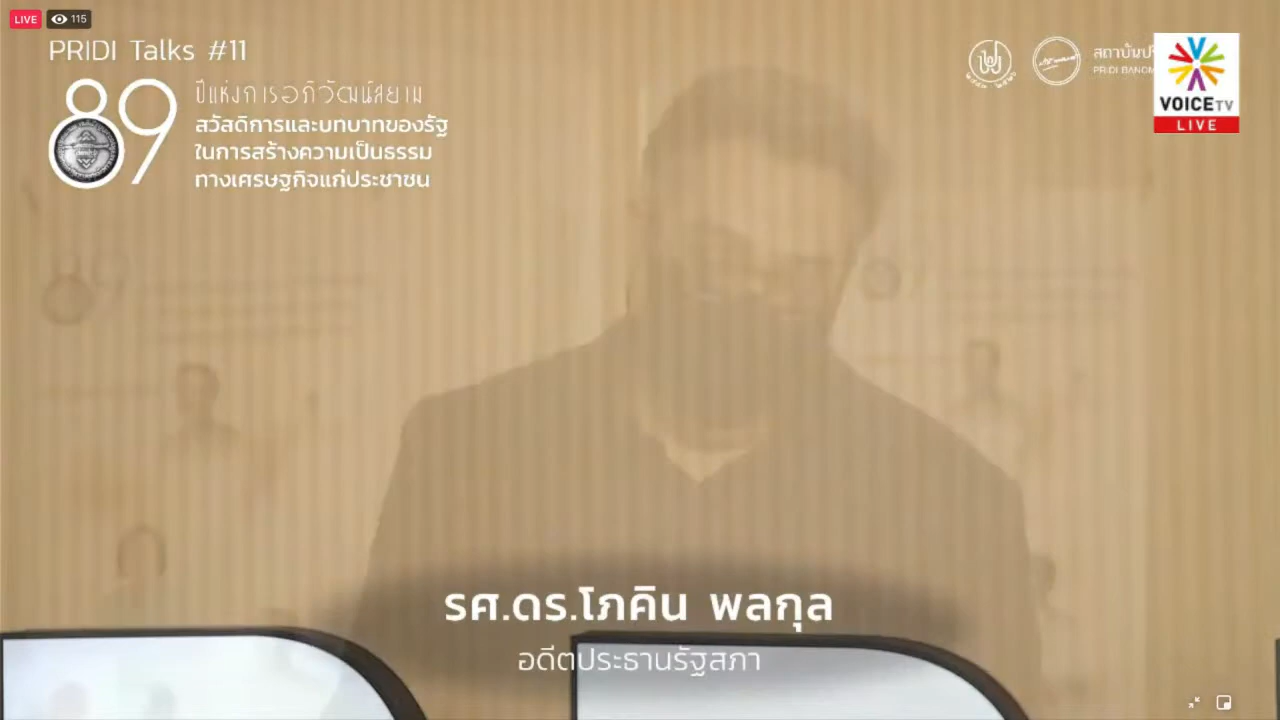 LIVE 115
PRIDI Talks #11
89
ปีแห่งการอภิวัฒน์สยาม
สวัสดิการและบทบาทของรัฐ
ในการสร้างความเป็นธรรม
ทางเศรษฐกิจแก่ประชาชน
สถาบันปรี
PRIDI BANOM
VOICE TV
LIVE
รศ.ดร.โภคิน พลกุล
อดีตประธานรัฐสภา